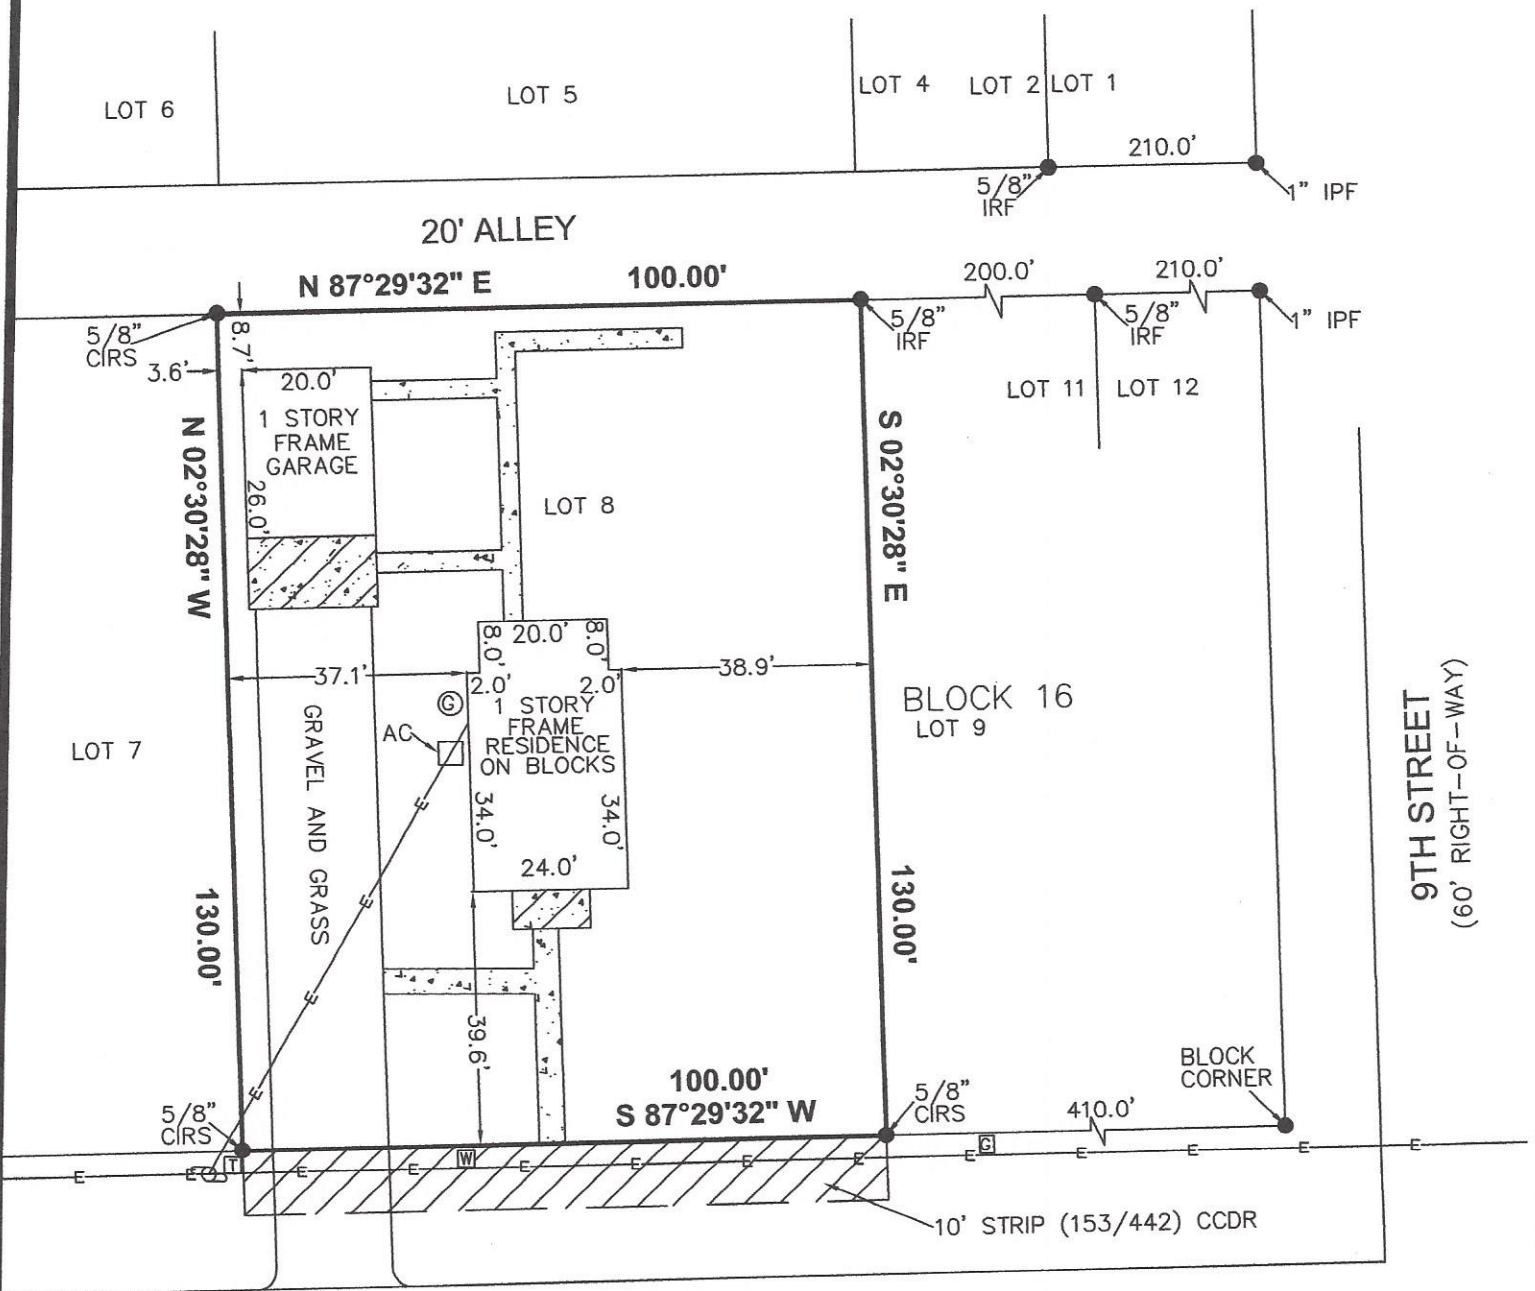 LOT 6
LOT 5
LOT 4
LOT 2
LOT 1
210.0'
5/8"
IRF
1" IPF
20' ALLEY
N 87°29'32" E
100.00'
200.0'
210.0'
5/8"
CIRS
5/8"
IRF
5/8"
IRF
1" IPF
8.7'
3.6'
20.0'
1 STORY
FRAME
GARAGE
26.0'
LOT 11
LOT 12
N 02°30'28" W
S 02°30'28" E
LOT 8
8.0'
20.0'
8.0'
37.1'
38.9'
2.0'
2.0'
G
1 STORY
FRAME
RESIDENCE
ON BLOCKS
AC
BLOCK 16
LOT 9
LOT 7
GRAVEL AND GRASS
9TH STREET
(60' RIGHT-OF-WAY)
34.0'
34.0'
24.0'
E
E
E
E
130.00'
130.00'
39.6'
100.00'
S 87°29'32" W
5/8"
CIRS
5/8"
CIRS
410.0'
BLOCK
CORNER
E
E
T
E
E
W
E
E
E
E
E
G
E
E
E
E
10' STRIP (153/442) CCDR